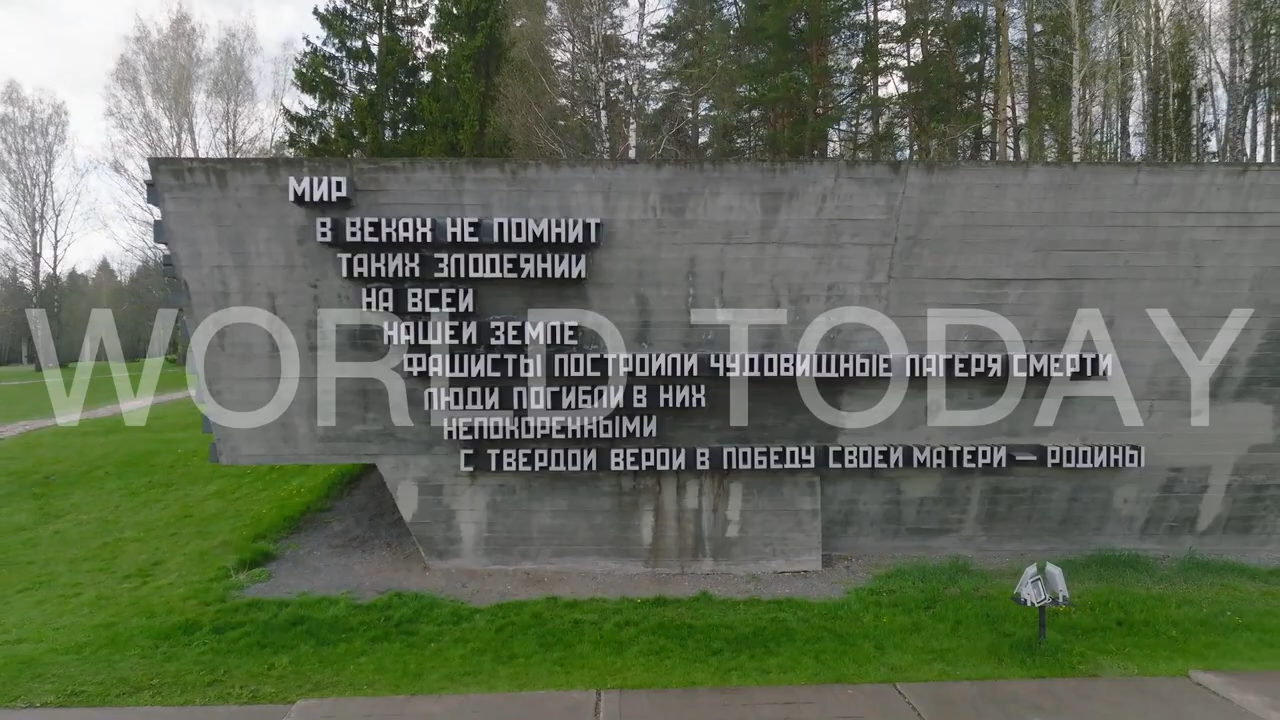 МИР
В ВЕКАХ НЕ ПОМНИТ
ТАКИХ ЗЛОДЕЯНИИ
НА ВСЕИ
НАШЕИ ЗЕМЛЕ
ФАШИСТЫ ПОСТРОИЛИ ЧУДОВИЩНЫЕ ЛАГЕРЯ СМЕРТИ
ЛЮДИ ПОГИБЛИ В НИХ
НЕПОКОРЕННЫМИ
С ТВЕРДОИ ВЕРОИ В ПОБЕДУ СВОЕИ МАТЕРИ — РОДИНЫ
WORLD TODAY